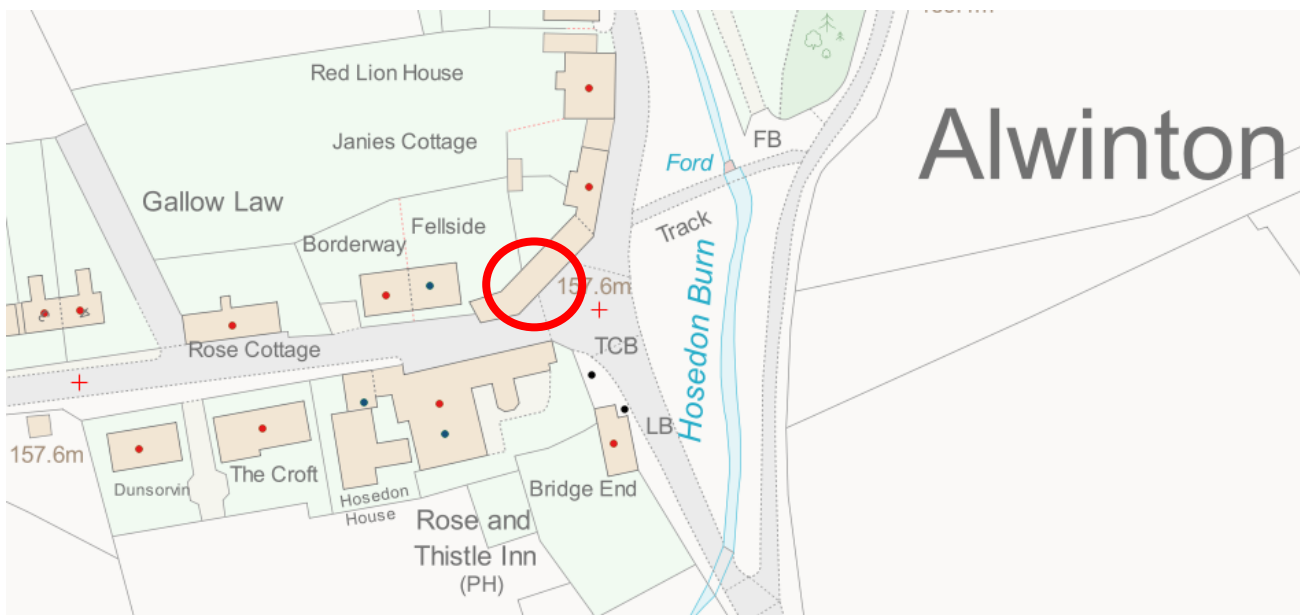 Red Lion House
Janies Cottage
Alwinton
FB
Ford
Gallow Law
Track
Fellside
Borderway
Hosedon Burn
157.6m
Rose Cottage
TCB
LB
157.6m
The Croft
Dunsorvin
Hosedon
House
Bridge End
Rose and
Thistle Inn
(PH)